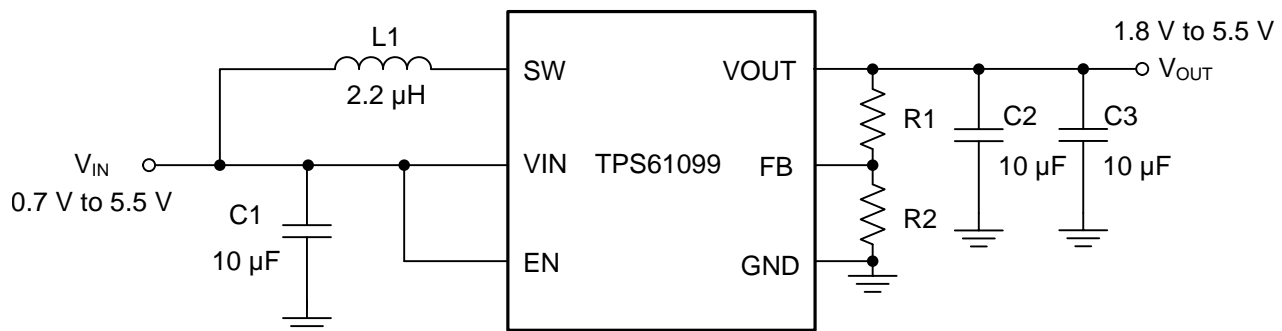 1.8 V to 5.5 V
L1
SW
VOUT
VOUT
2.2 µH
R1
C2
C3
10 µF
10 µF
VIN
VIN
TPS61099
FB
0.7 V to 5.5 V
C1
10 µF
R2
EN
GND